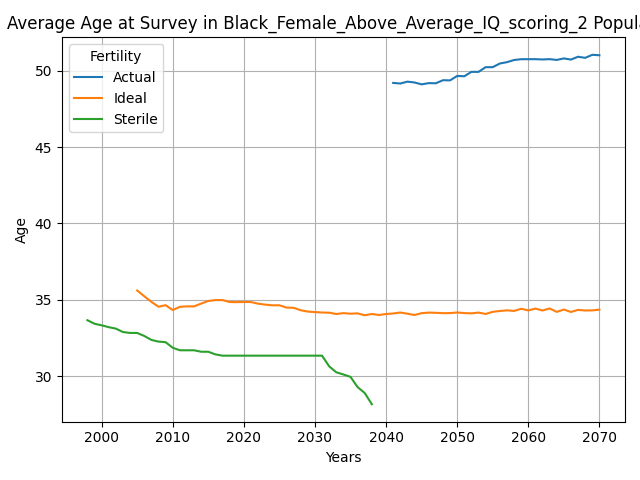 Average Age at Survey in Black_Female_Above_Average_IQ_scoring_2 Popul
Fertility
Actual
Ideal
Sterile
50
45
40
35
30
Age
2000 2010 2020 2030 2040 2050 2060 2070
Years